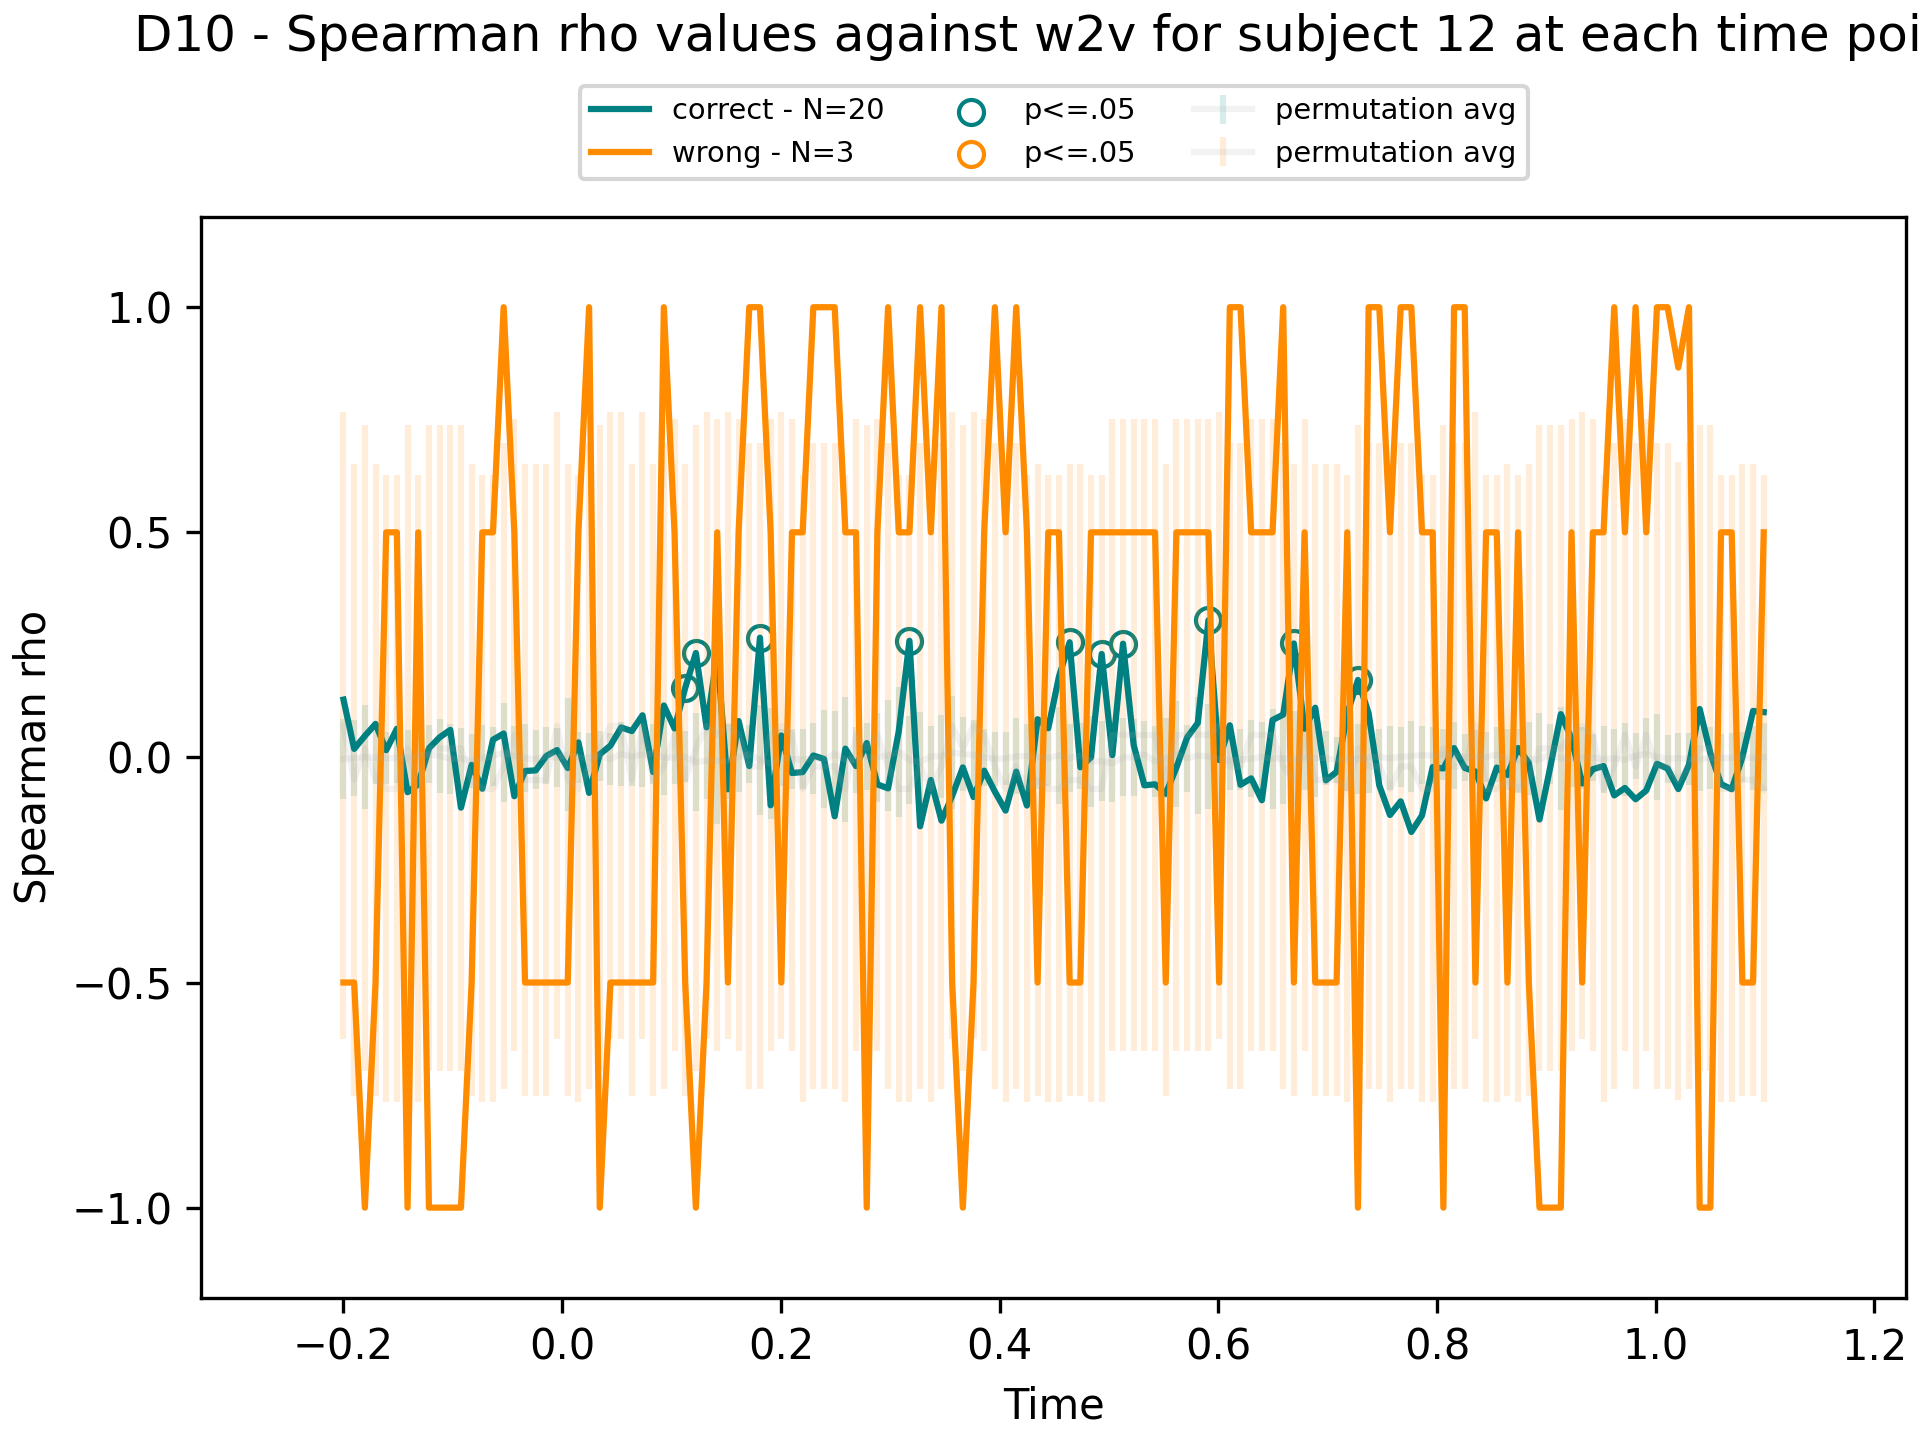 D10 - Spearman rho values against w2v for subject 12 at each time poi
correct - N=20
wrong - N=3
p<=.05
p<=.05
permutation avg
permutation avg
Spearman rho
1.0
0.5
0.0
−0.5
−1.0
−0.2 0.0 0.2 0.4 0.6 0.8 1.0 1.2
Time